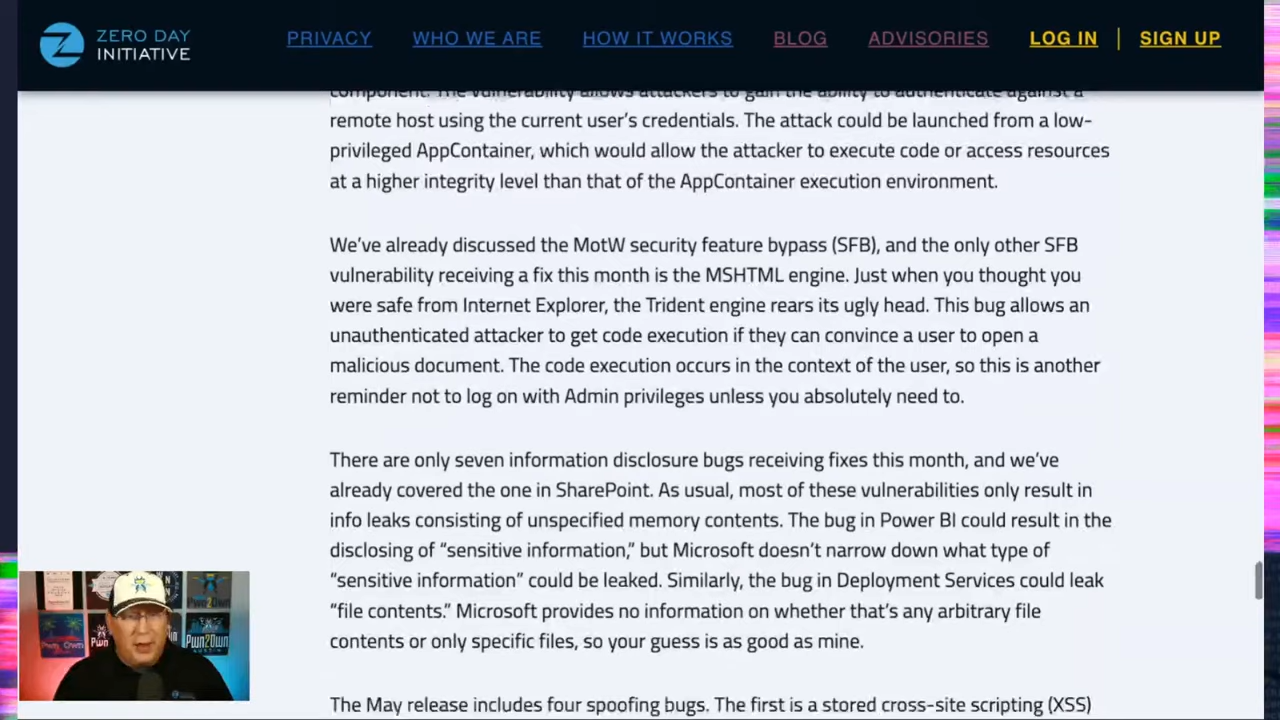 ZERO DAY
INITIATIVE
PRIVACY
WHO WE ARE
HOW IT WORKS
BLOG
ADVISORIES
LOG IN
SIGN UP
component. The vulnerability allows attackers to gain the ability to authenticate against a
remote host using the current user's credentials. The attack could be launched from a low-
privileged AppContainer, which would allow the attacker to execute code or access resources
at a higher integrity level than that of the AppContainer execution environment.
We've already discussed the MotW security feature bypass (SFB), and the only other SFB
vulnerability receiving a fix this month is the MSHTML engine. Just when you thought you
were safe from Internet Explorer, the Trident engine rears its ugly head. This bug allows an
unauthenticated attacker to get code execution if they can convince a user to open a
malicious document. The code execution occurs in the context of the user, so this is another
reminder not to log on with Admin privileges unless you absolutely need to.
There are only seven information disclosure bugs receiving fixes this month, and we've
already covered the one in SharePoint. As usual, most of these vulnerabilities only result in
info leaks consisting of unspecified memory contents. The bug in Power BI could result in the
disclosing of “sensitive information,” but Microsoft doesn't narrow down what type of
“sensitive information” could be leaked. Similarly, the bug in Deployment Services could leak
“file contents.” Microsoft provides no information on whether that's any arbitrary file
contents or only specific files, so your guess is as good as mine.
The May release includes four spoofing bugs. The first is a stored cross-site scripting (XSS)
Pwn2Own